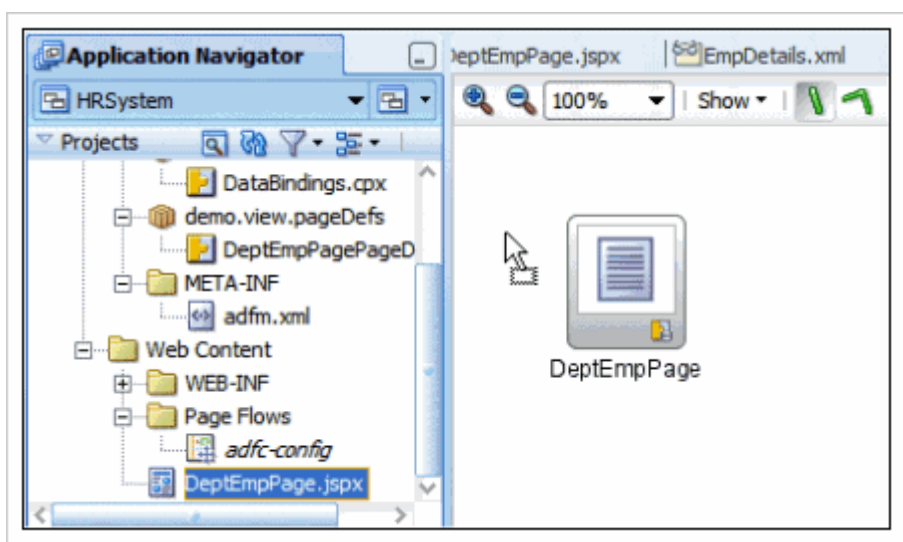 Application Navigator
DeptEmpPage.jspx
EmpDetails.xml
HRSystem
100%
Show
Projects
DataBindings.cpx
demo.view.pageDefs
DeptEmpPagePageD
META-INF
adfm.xml
Web Content
WEB-INF
Page Flows
adfc-config
DeptEmpPage.jspx
DeptEmpPage